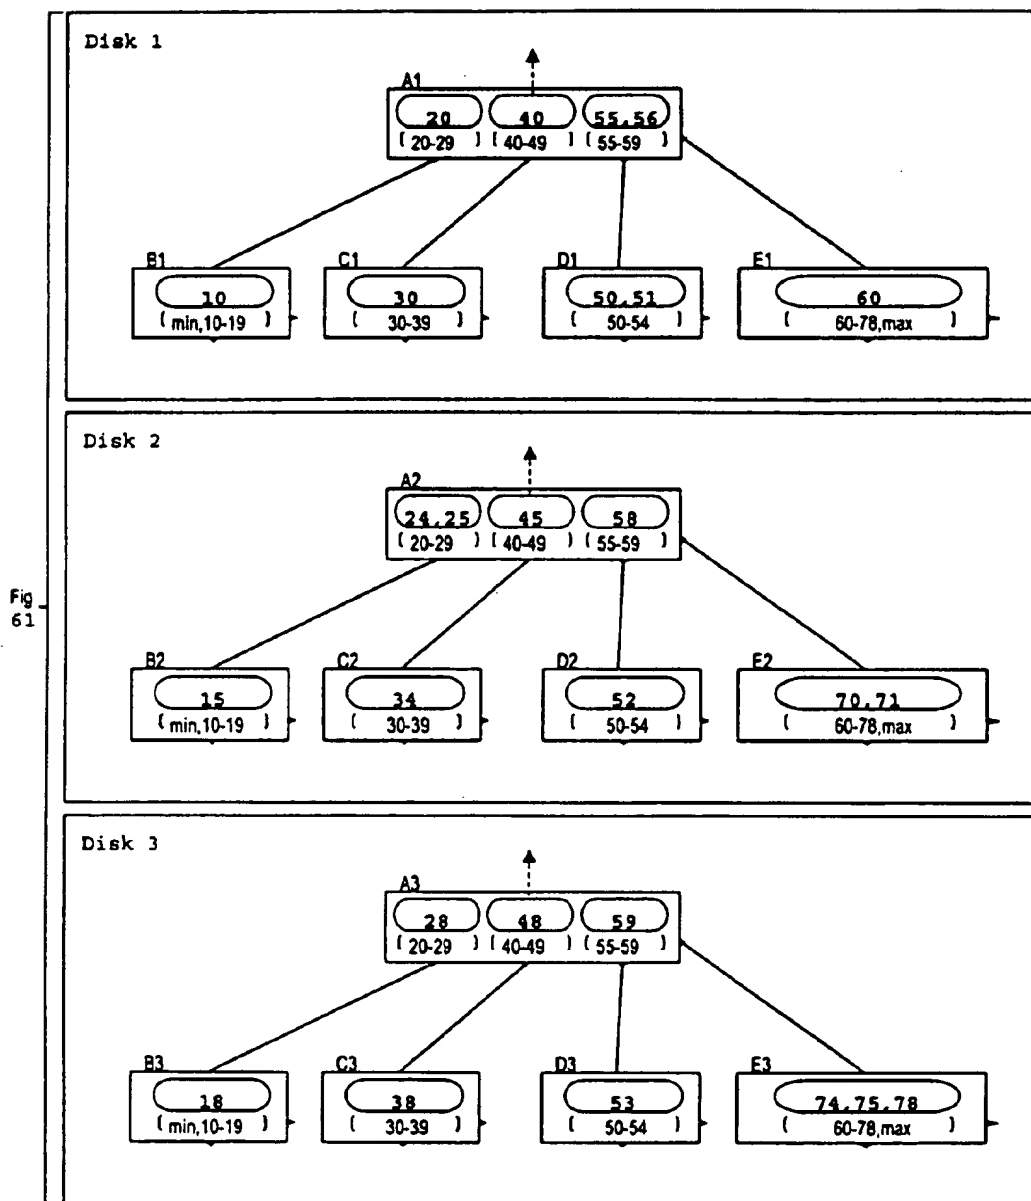 Disk 1
A1
20 40 55,56
[ 20-29 ] [ 40-49 ] [ 55-59 ]
B1 C1 D1 E1
10 30 50,51 60
[ min,10-19 ] [ 30-39 ] [ 50-54 ] [ 60-78,max ]
Disk 2
A2
24,25 45 58
[ 20-29 ] [ 40-49 ] [ 55-59 ]
Fig
61
B2 C2 D2 E2
15 34 52 70,71
[ min,10-19 ] [ 30-39 ] [ 50-54 ] [ 60-78,max ]
Disk 3
A3
28 48 59
[ 20-29 ] [ 40-49 ] [ 55-59 ]
B3 C3 D3 E3
18 38 53 74,75,78
[ min,10-19 ] [ 30-39 ] [ 50-54 ] [ 60-78,max ]